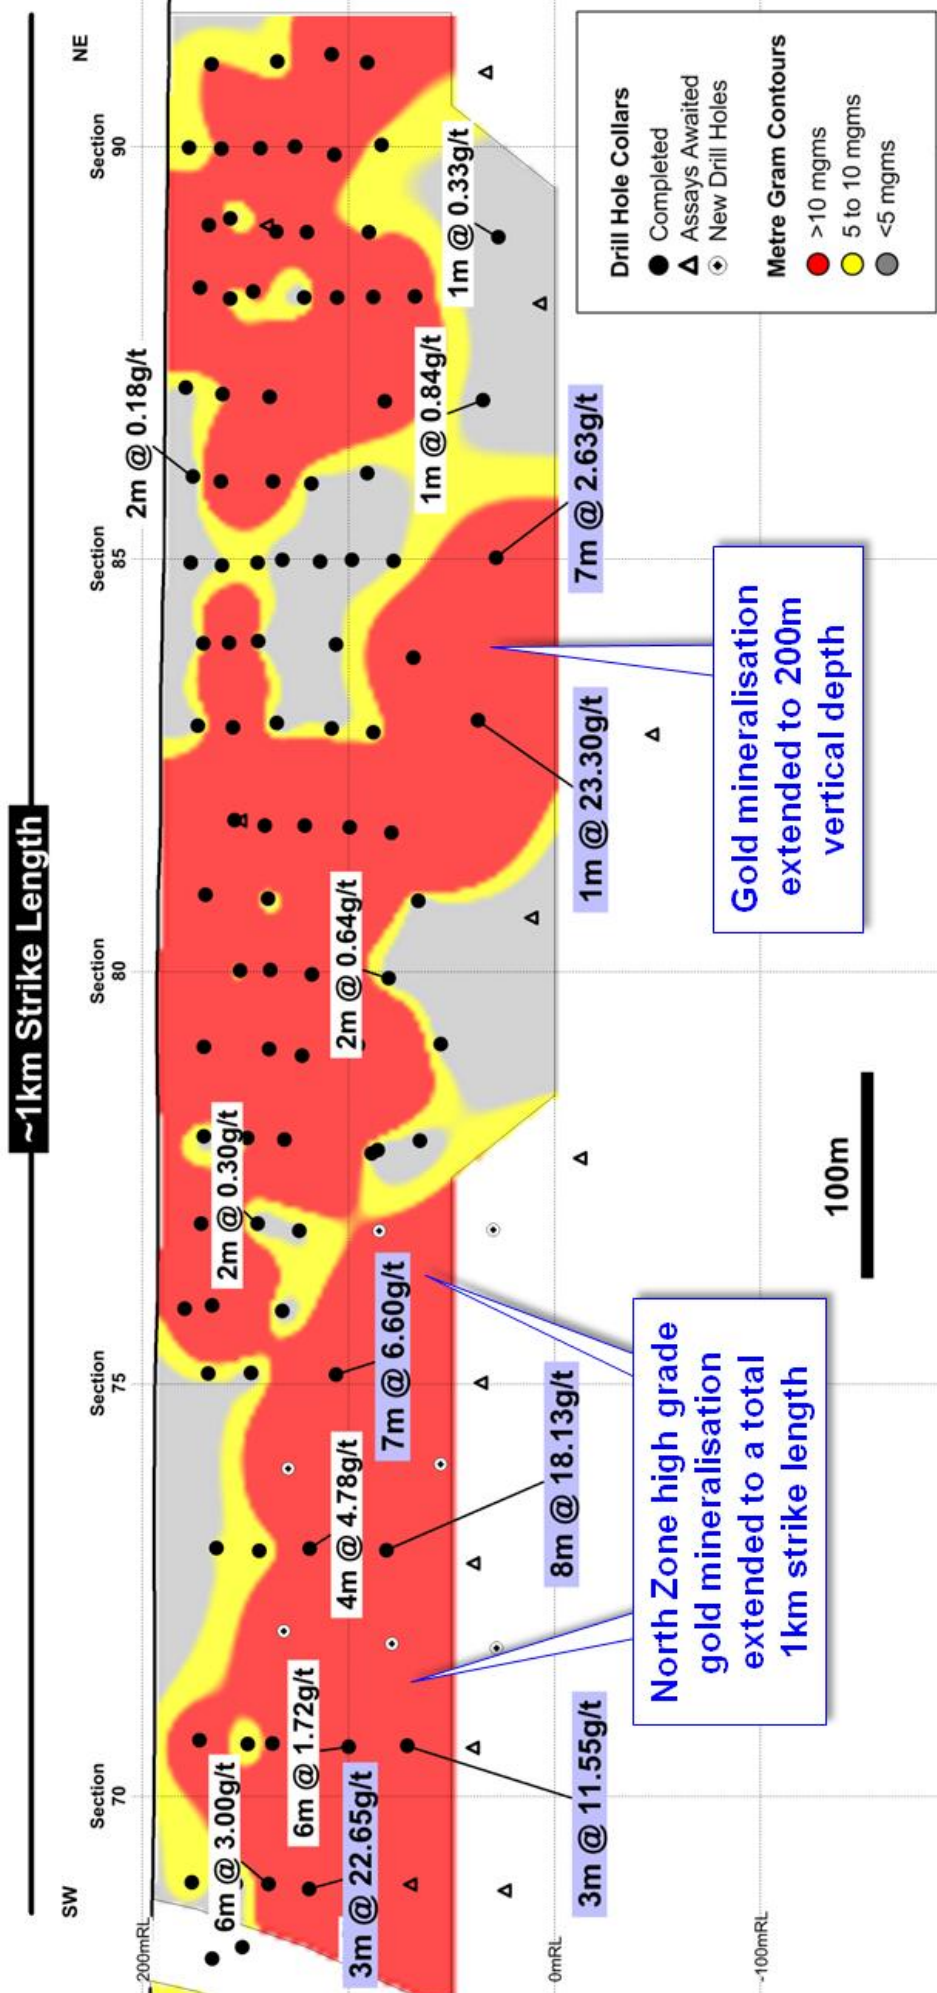 ~1km Strike Length
SW
NE
Section
70
Section
75
Section
80
Section
85
Section
90
200mRL
0mRL
-100mRL
6m @ 3.00g/t
3m @ 22.65g/t
6m @ 1.72g/t
3m @ 11.55g/t
4m @ 4.78g/t
8m @ 18.13g/t
7m @ 6.60g/t
2m @ 0.30g/t
2m @ 0.64g/t
1m @ 23.30g/t
7m @ 2.63g/t
2m @ 0.18g/t
1m @ 0.84g/t
1m @ 0.33g/t
North Zone high grade
gold mineralisation
extended to a total
1km strike length
Gold mineralisation
extended to 200m
vertical depth
100m
Drill Hole Collars
Completed
Assays Awaited
New Drill Holes
Metre Gram Contours
>10 mgms
5 to 10 mgms
<5 mgms